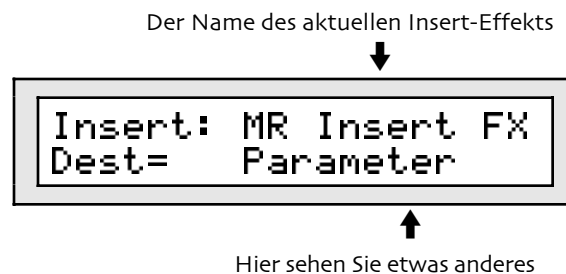 Der Name des aktuellen Insert-Effekts
Insert: MR Insert FX
Dest= Parameter
Hier sehen Sie etwas anderes